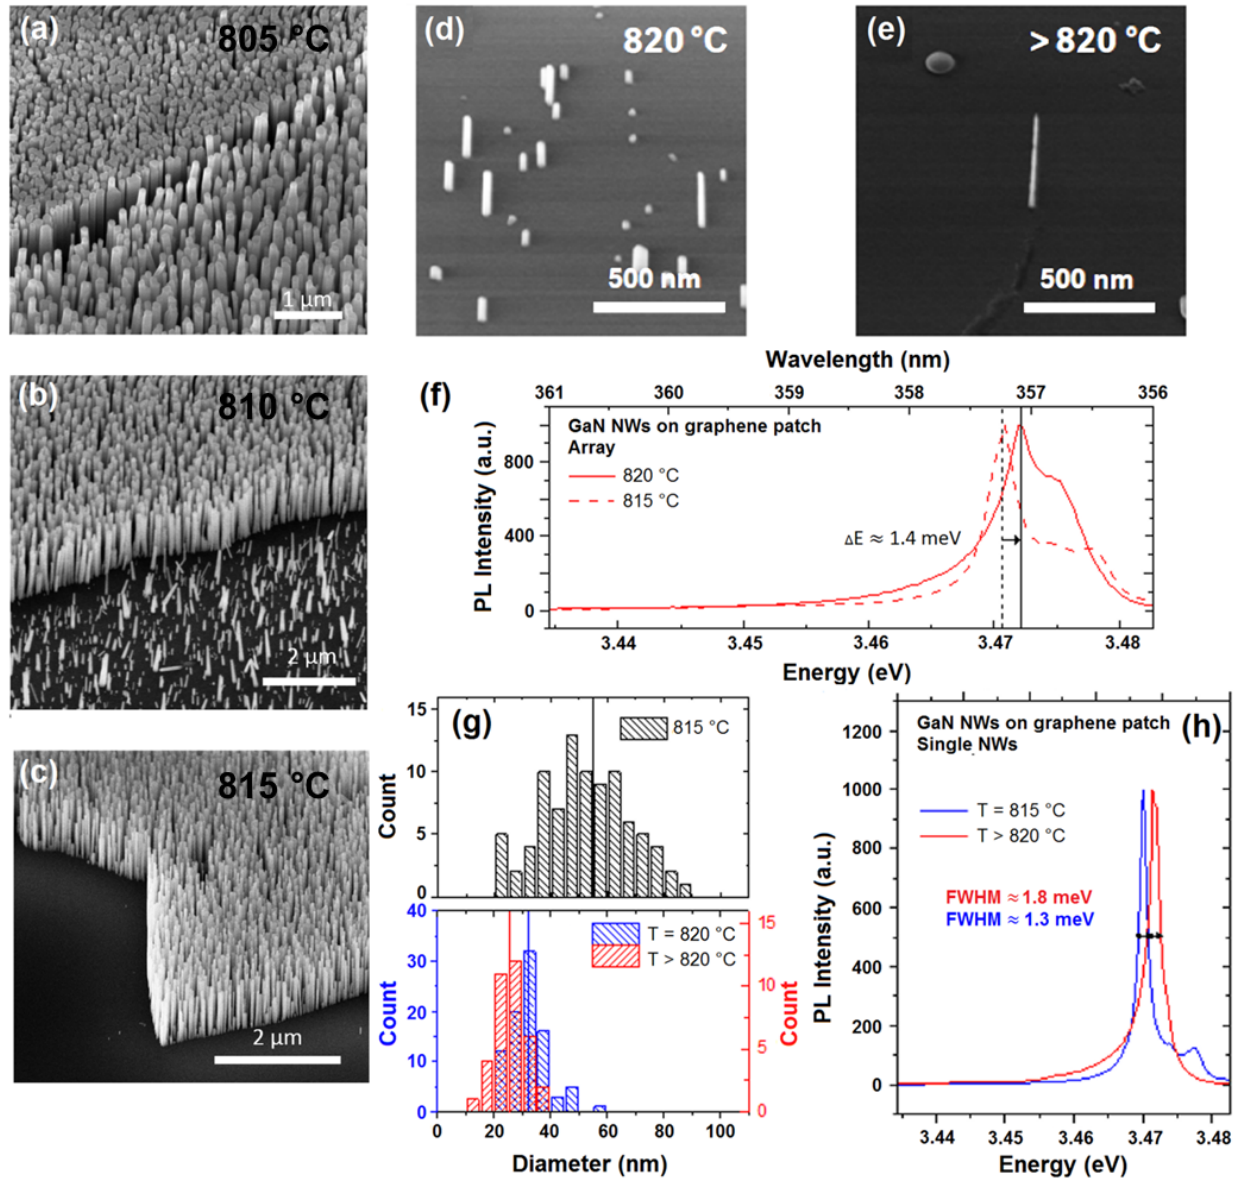 (a)
805 °C
1 µm
(d)
820 °C
500 nm
(e)
> 820 °C
500 nm
(b)
810 °C
2 µm
(c)
815 °C
2 µm
Wavelength (nm)
(f)
361 360 359 358 357 356
GaN NWs on graphene patch
Array
820 °C
815 °C
ΔE ≈ 1.4 meV
PL Intensity (a.u.)
800
400
0
3.44 3.45 3.46 3.47 3.48
Energy (eV)
(g)
815 °C
Count
15
10
5
0
T = 820 °C
T > 820 °C
Count
40
30
20
10
0
Count
15
10
5
0
0 20 40 60 80 100
Diameter (nm)
(h)
GaN NWs on graphene patch
Single NWs
T = 815 °C
T > 820 °C
FWHM ≈ 1.8 meV
FWHM ≈ 1.3 meV
PL Intensity (a.u.)
1200
1000
800
600
400
200
0
3.44 3.45 3.46 3.47 3.48
Energy (eV)